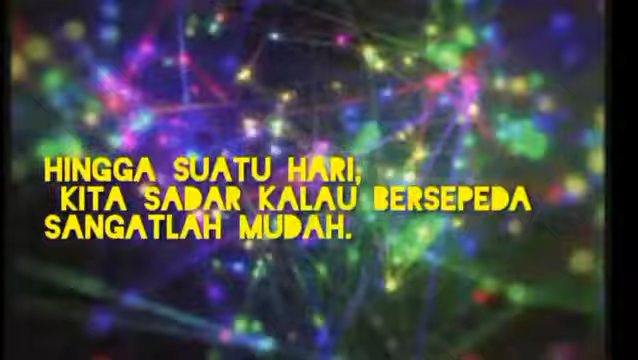 HINGGA SUATU HARI,
KITA SADAR KALAU BERSEPEDA
SANGATLAH MUDAH.